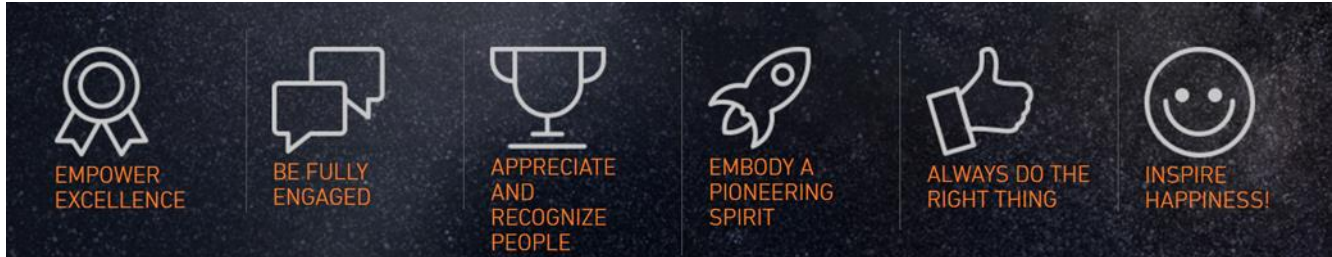 EMPOWER
EXCELLENCE
BE FULLY
ENGAGED
APPRECIATE
AND
RECOGNIZE
PEOPLE
EMBODY A
PIONEERING
SPIRIT
ALWAYS DO THE
RIGHT THING
INSPIRE
HAPPINESS!